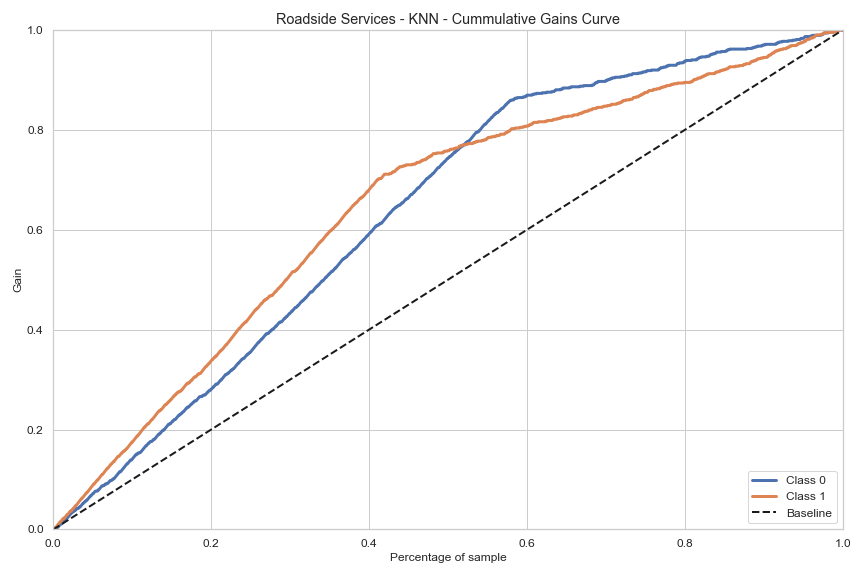 Roadside Services - KNN - Cummulative Gains Curve
1.0
0.8
0.6
0.4
0.2
0.0
Gain
0.0 0.2 0.4 0.6 0.8 1.0
Percentage of sample
Class 0
Class 1
Baseline